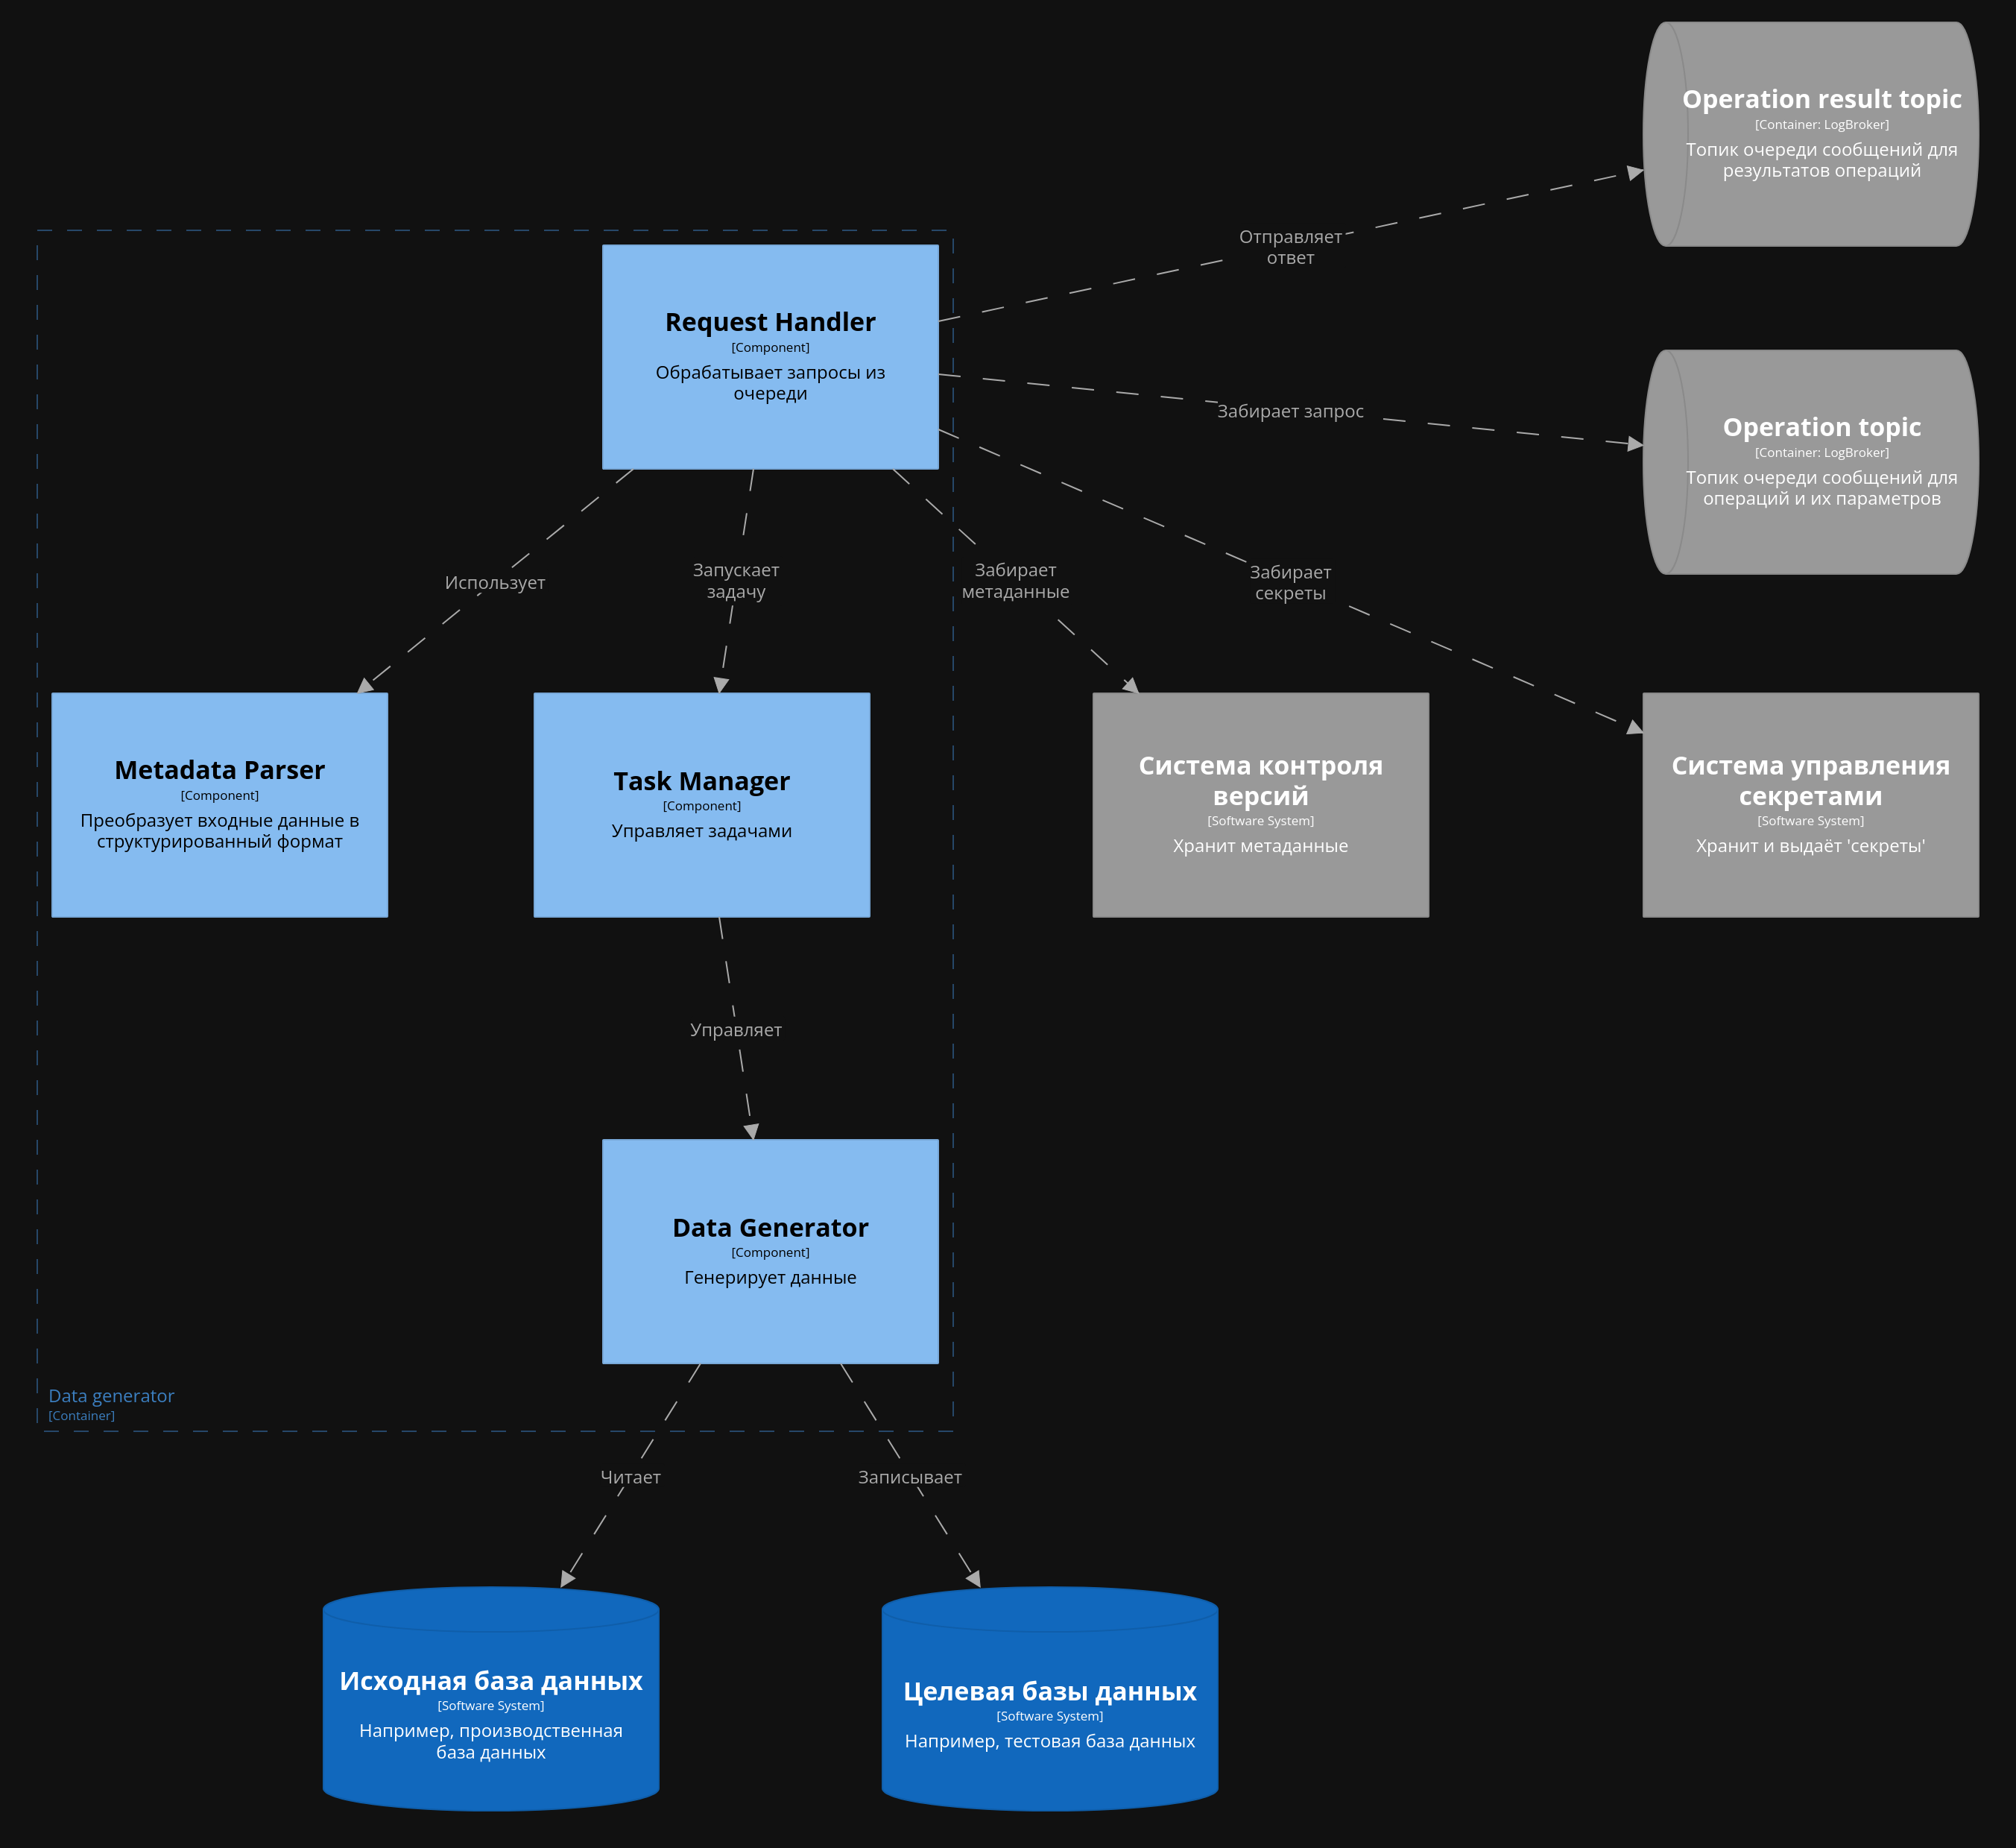 Operation result topic
[Container: LogBroker]
Топик очереди сообщений для
результатов операций
Отправляет
ответ
Request Handler
[Component]
Обрабатывает запросы из
очереди
Забирает запрос
Operation topic
[Container: LogBroker]
Топик очереди сообщений для
операций и их параметров
Использует
Запускает
задачу
Забирает
метаданные
Забирает
секреты
Metadata Parser
[Component]
Преобразует входные данные в
структурированный формат
Task Manager
[Component]
Управляет задачами
Система контроля
версий
[Software System]
Хранит метаданные
Система управления
секретами
[Software System]
Хранит и выдаёт 'секреты'
Управляет
Data Generator
[Component]
Генерирует данные
Data generator
[Container]
Читает
Записывает
Исходная база данных
[Software System]
Например, производственная
база данных
Целевая базы данных
[Software System]
Например, тестовая база данных